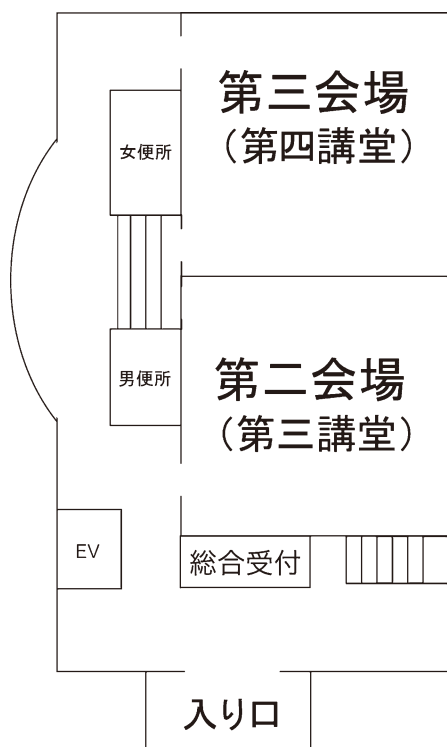 第三会場
（第四講堂）
女便所
男便所
第二会場
（第三講堂）
EV
総合受付
入り口